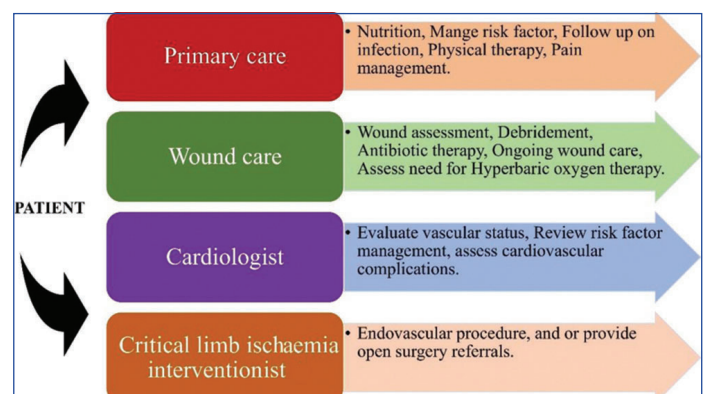 PATIENT
Primary care
• Nutrition, Mange risk factor, Follow up on
infection, Physical therapy, Pain
management.
Wound care
• Wound assessment, Debridement,
Antibiotic therapy, Ongoing wound care,
Assess need for Hyperbaric oxygen therapy.
Cardiologist
• Evaluate vascular status, Review risk factor
management, assess cardiovascular
complications.
Critical limb ischaemia
interventionist
• Endovascular procedure, and or provide
open surgery referrals.